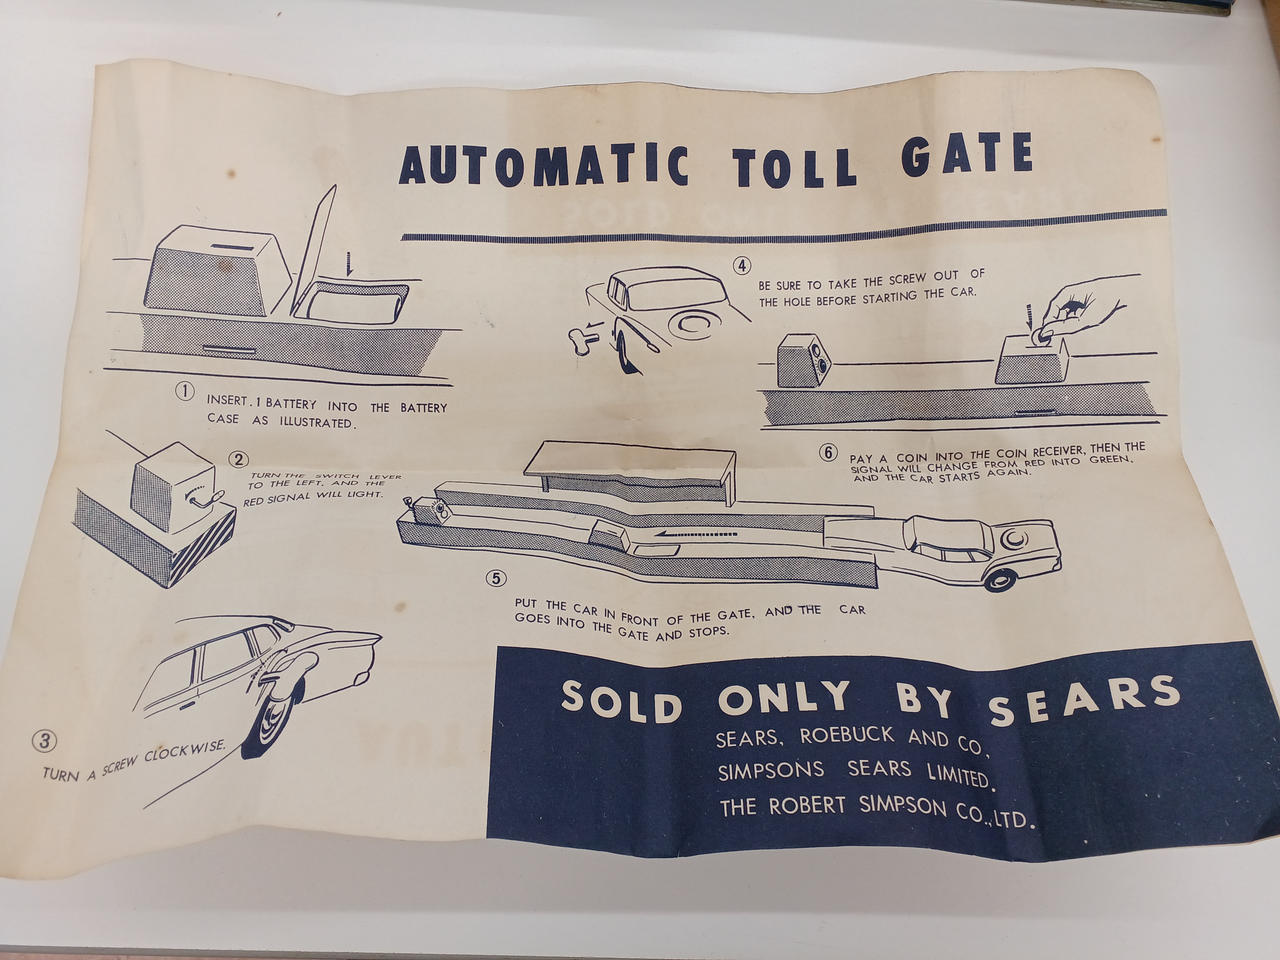 AUTOMATIC TOLL GATE
1 INSERT. 1 BATTERY INTO THE BATTERY
CASE AS ILLUSTRATED.
2 TURN THE SWITCH LEVER
TO THE LEFT, AND THE
RED SIGNAL WILL LIGHT.
3
TURN A SCREW CLOCKWISE.
4
BE SURE TO TAKE THE SCREW OUT OF
THE HOLE BEFORE STARTING THE CAR.
5
PUT THE CAR IN FRONT OF THE GATE, AND THE CAR
GOES INTO THE GATE AND STOPS.
6 PAY A COIN INTO THE COIN RECEIVER, THEN THE
SIGNAL WILL CHANGE FROM RED INTO GREEN,
AND THE CAR STARTS AGAIN.
SOLD ONLY BY SEARS
SEARS, ROEBUCK AND CO,
SIMPSONS SEARS LIMITED.
THE ROBERT SIMPSON CO.,LTD.